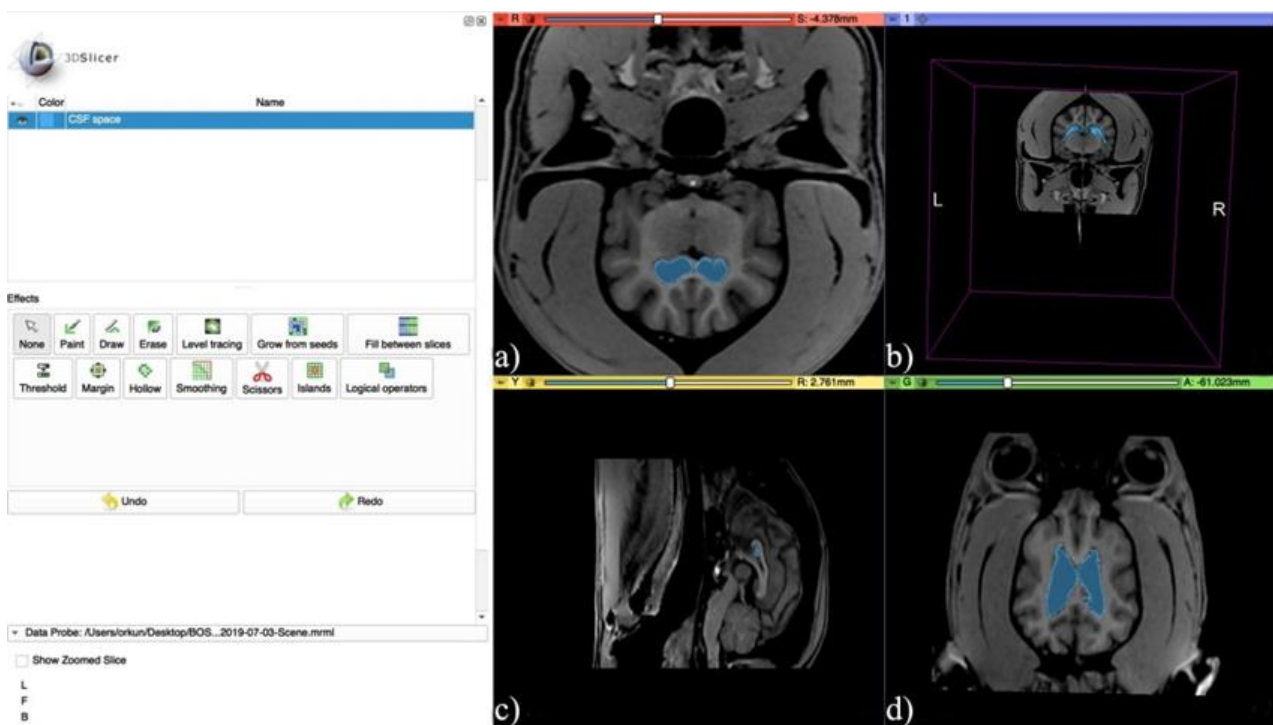 3DSlicer
Color Name
CSF space
Effects
None Paint Draw Erase Level tracing Grow from seeds Fill between slices
Threshold Margin Hollow Smoothing Scissors Islands Logical operators
Undo Redo
Data Probe: /Users/orkun/Desktop/BOS...2019-07-03-Scene.mrml
Show Zoomed Slice
L
F
B
R S: -4.378mm
a)
1
L R
b)
Y R: 2.761mm
c)
G A: -61.023mm
d)